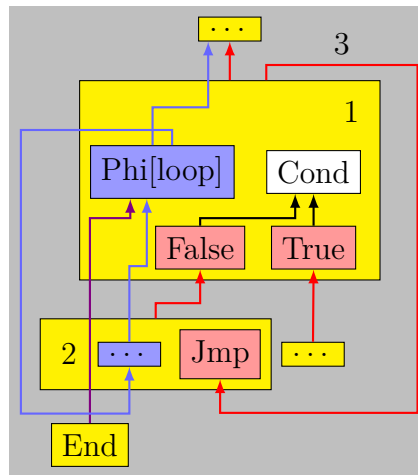 ...
3
1
Phi[loop] Cond
False True
2 ... Jmp ...
End